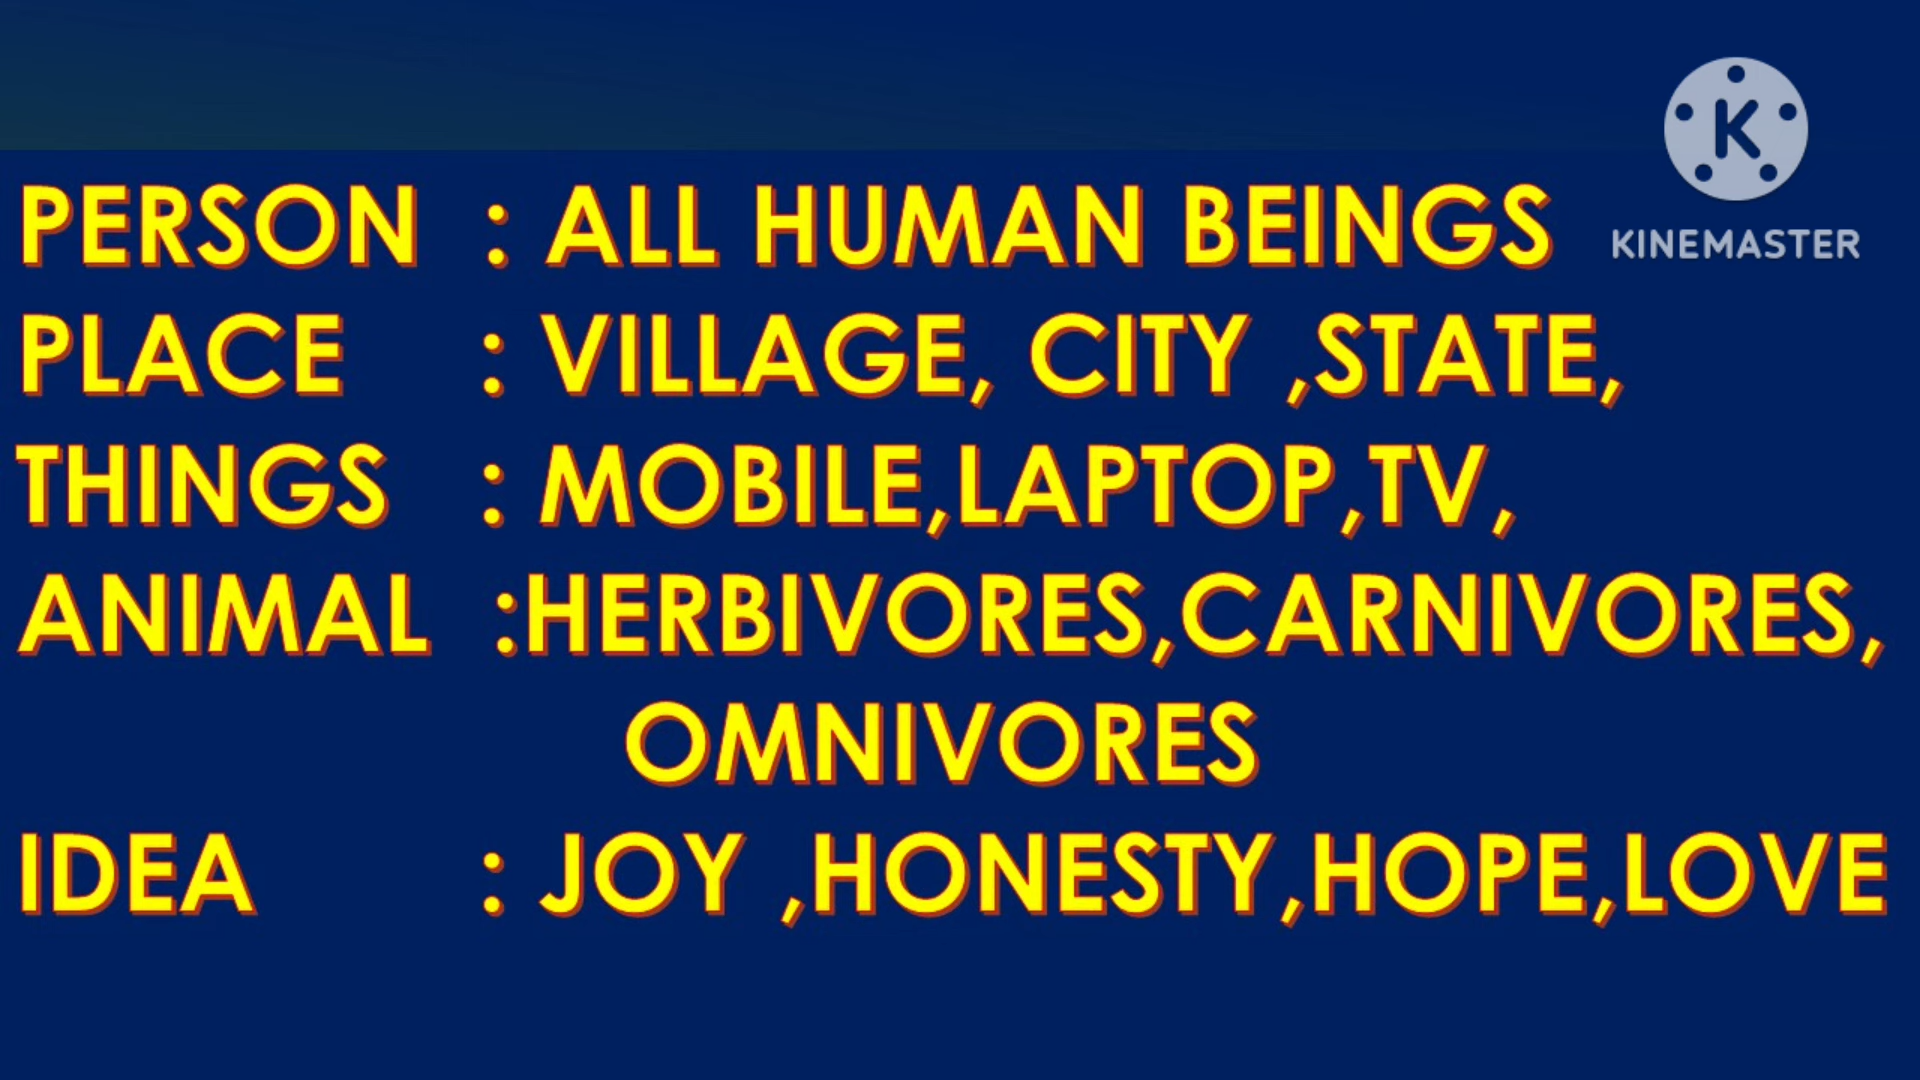 K
KINEMASTER
PERSON : ALL HUMAN BEINGS
PLACE : VILLAGE, CITY ,STATE,
THINGS : MOBILE,LAPTOP,TV,
ANIMAL :HERBIVORES,CARNIVORES,
OMNIVORES
IDEA : JOY ,HONESTY,HOPE,LOVE